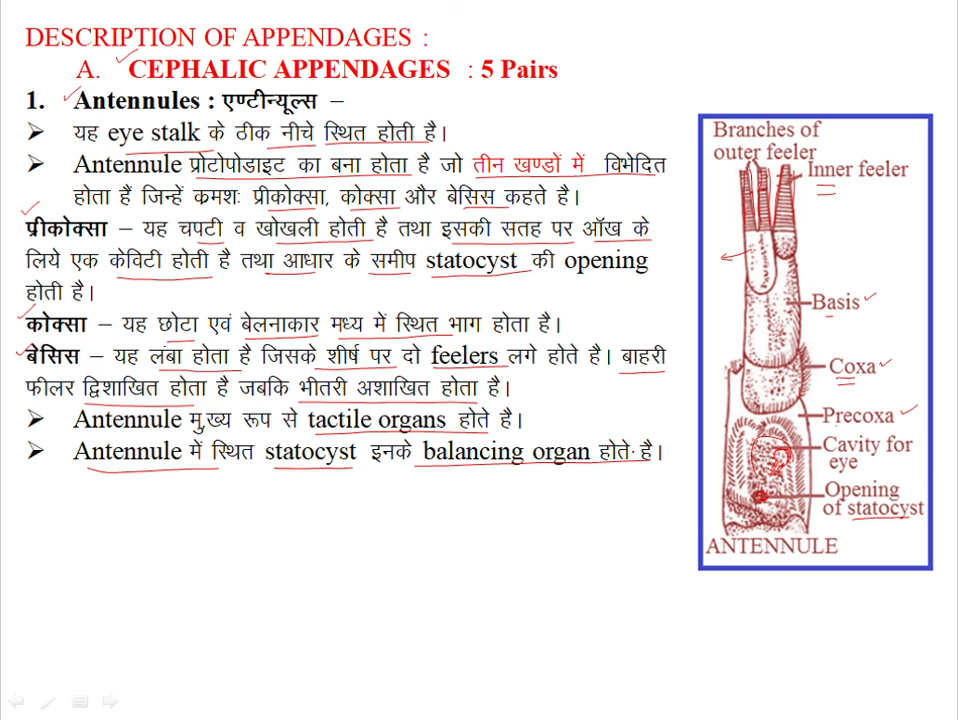 DESCRIPTION OF APPENDAGES :
A. CEPHALIC APPENDAGES : 5 Pairs
1. Antennules : एण्टीन्यूल्स –
➢ यह eye stalk के ठीक नीचे स्थित होती है।
➢ Antennule प्रोटोपोडाइट का बना होता है जो तीन खण्डों में विभेदित
होता हैं जिन्हें क्रमशः प्रीकोक्सा, कोक्सा और बेसिस कहते है।
प्रीकोक्सा – यह चपटी व खोखली होती है तथा इसकी सतह पर ऑख के
लिये एक केविटी होती है तथा आधार के समीप statocyst की opening
होती है।
कोक्सा – यह छोटा एवं बेलनाकार मध्य में स्थित भाग होता है।
बेसिस – यह लंबा होता है जिसके शीर्ष पर दो feelers लगे होते है। बाहरी
फीलर द्विशाखित होता है जबकि भीतरी अशाखित होता है।
➢ Antennule मु,ख्य रूप से tactile organs होते है।
➢ Antennule में स्थित statocyst इनके balancing organ होते है।
Branches of
outer feeler
Inner feeler
Basis
Coxa
Precoxa
Cavity for
eye
Opening
of statocyst
ANTENNULE